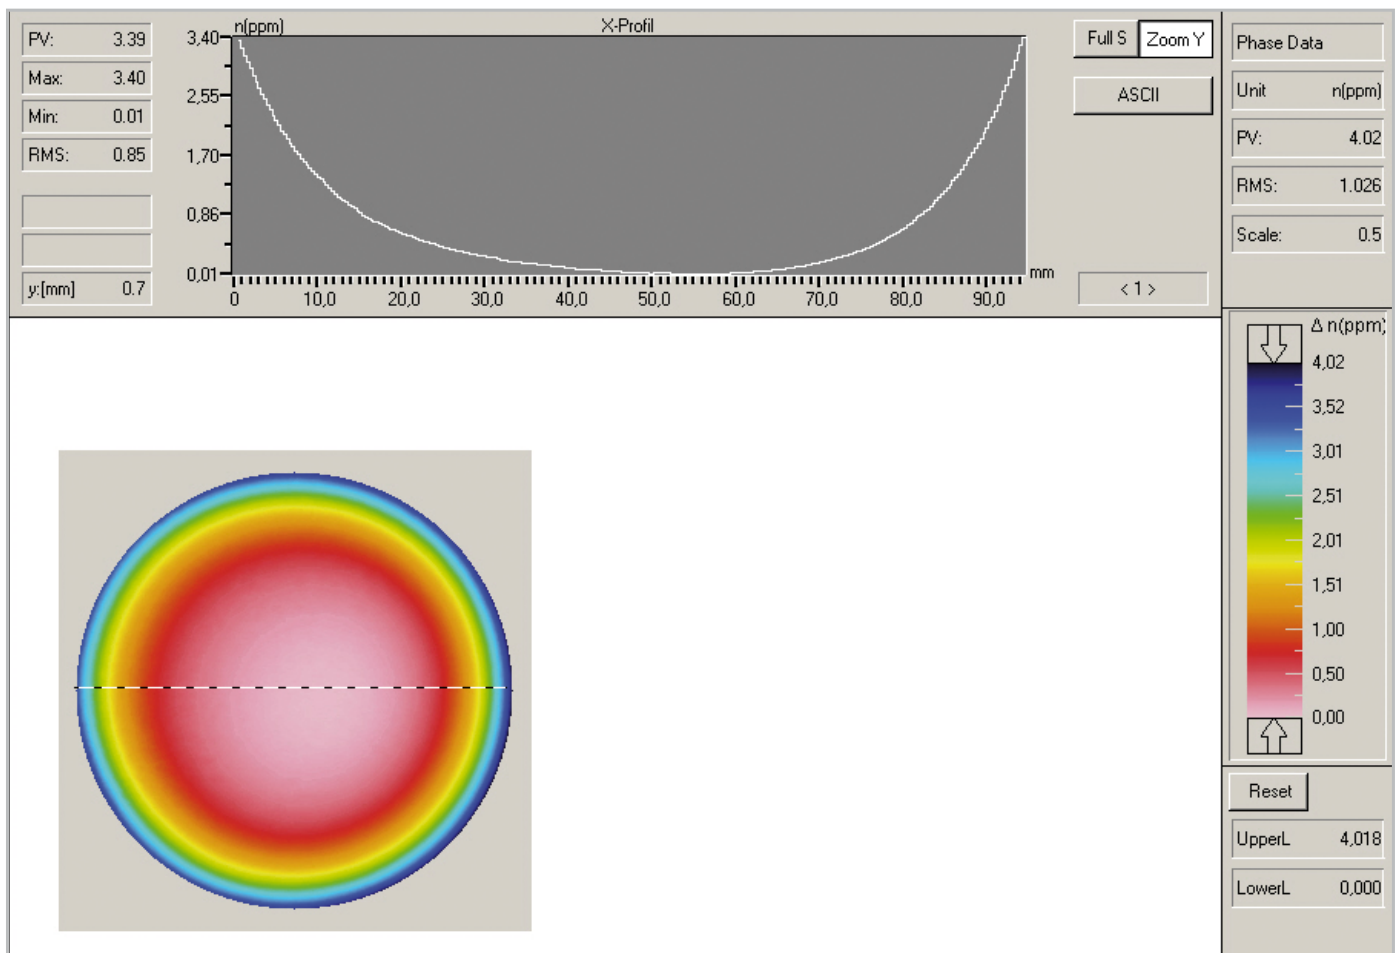 PV: 3.39
Max: 3.40
Min: 0.01
RMS: 0.85
y:[mm] 0.7
n(ppm)
X-Profil
3,40
2,55
1,70
0,86
0,01
0 10,0 20,0 30,0 40,0 50,0 60,0 70,0 80,0 90,0
mm
Full S Zoom Y
ASCII
< 1 >
Phase Data
Unit n(ppm)
PV: 4.02
RMS: 1.026
Scale: 0.5
Δ n(ppm)
4,02
3,52
3,01
2,51
2,01
1,51
1,00
0,50
0,00
Reset
UpperL 4,018
LowerL 0,000